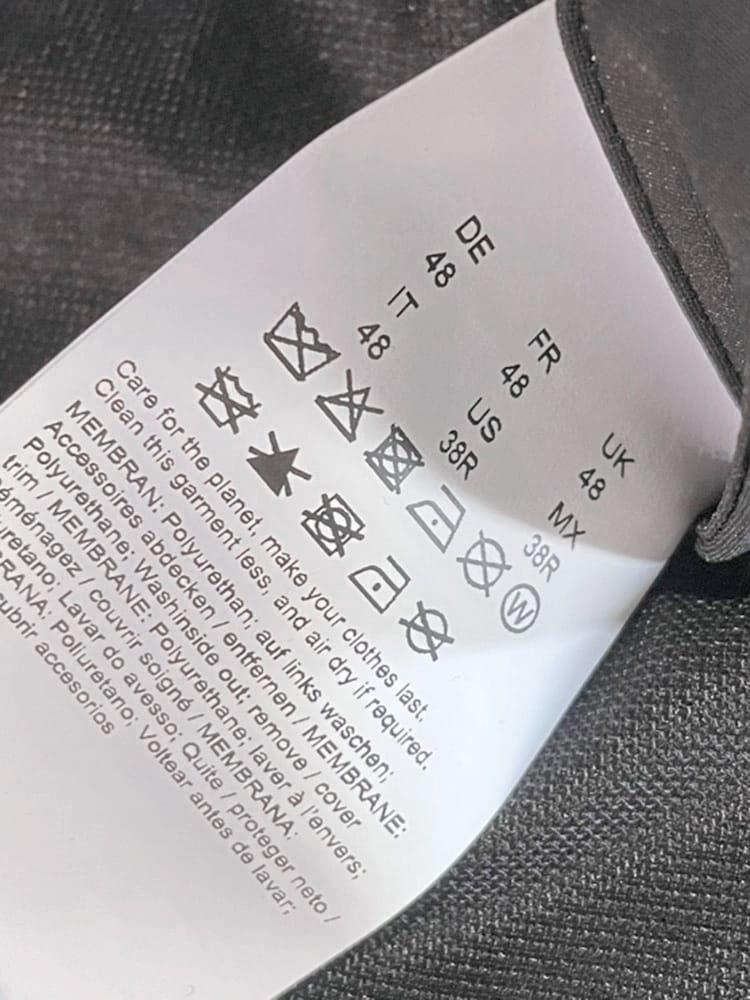 DE FR UK
48 48 48
IT US MX
48 38R 38R
W
Care for the planet, make your clothes last.
Clean this garment less, and air dry if required.
MEMBRAN: Polyurethan; auf links waschen;
Accessoires abdecken / entfernen / MEMBRANE:
Polyurethane; Washinside out; remove / cover
trim / MEMBRANE: Polyurethane; laver à l'envers;
éménagez / couvrir soigné / MEMBRANA:
uretano; Lavar do avesso; Quite / proteger neto /
RANA: Poliuretano; Voltear antes de lavar;
ubrir accesorios